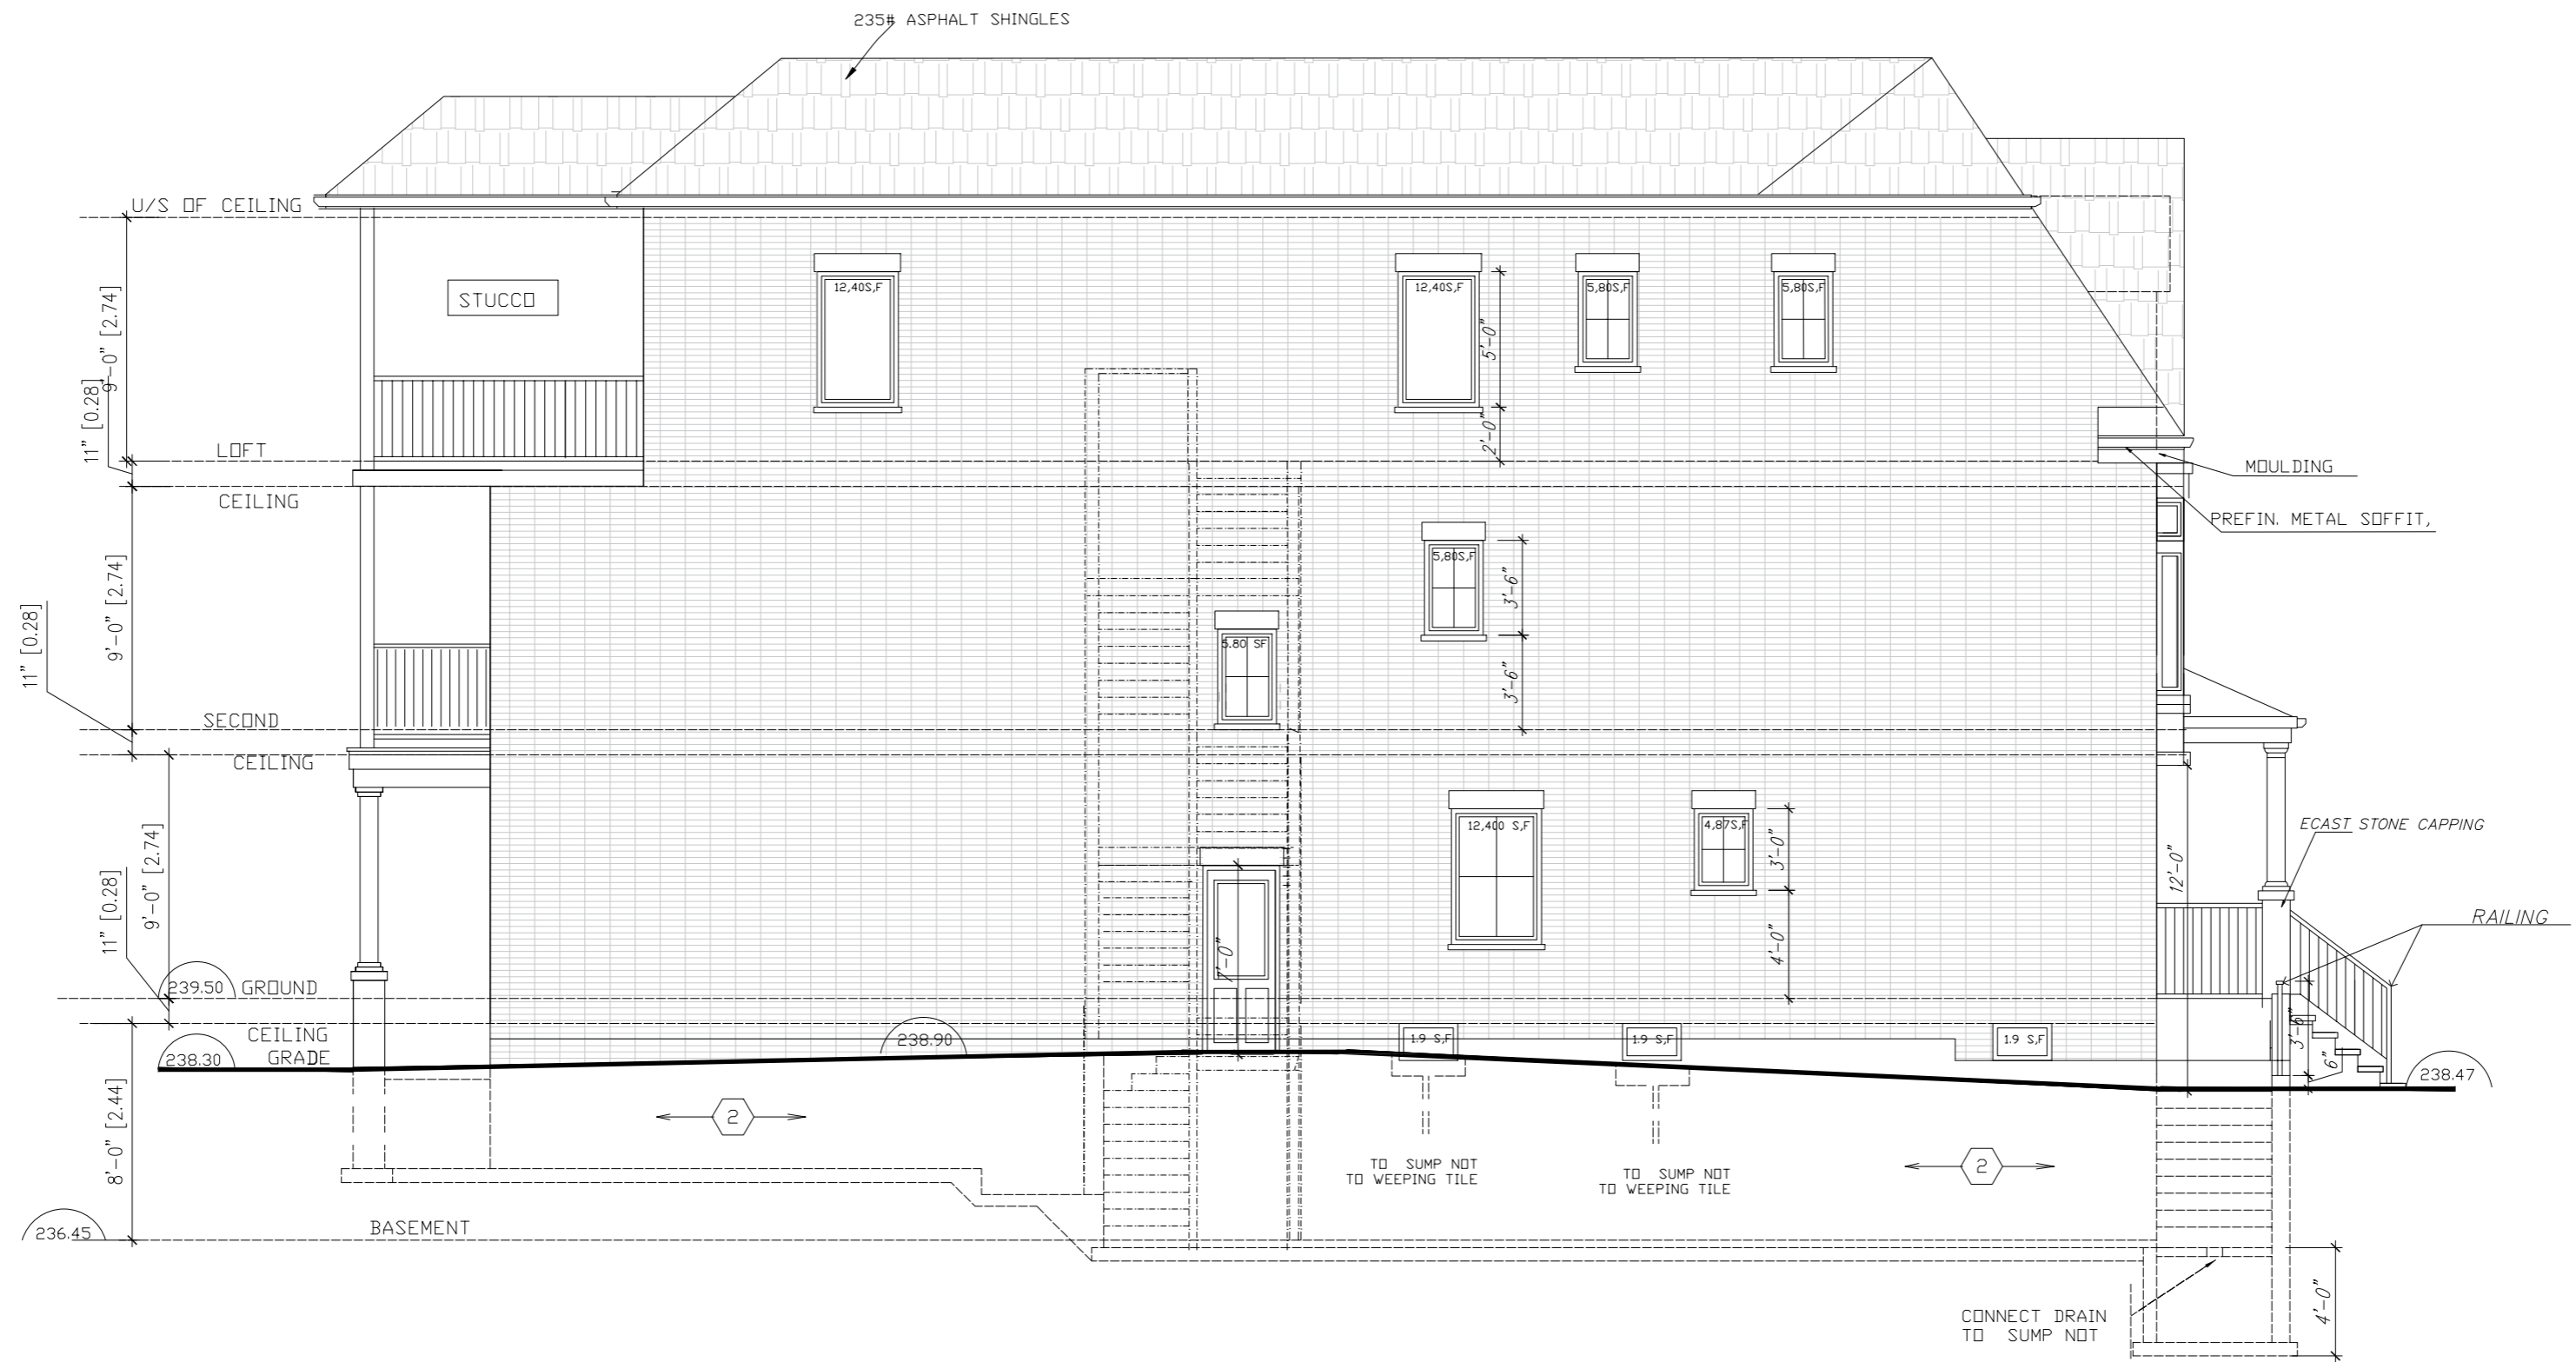 235# ASPHALT SHINGLES
U/S OF CEILING
9'-0" [2.74]
STUCCO
12,40S,F
12,40S,F
5,80S,F
5,80S,F
5'-0"
2'-0"
11" [0.28]
LOFT
CEILING
MOULDING
PREFIN. METAL SOFFIT,
9'-0" [2.74]
5,80S,F
3'-6"
3'-6"
5.80 SF
11" [0.28]
SECOND
CEILING
9'-0" [2.74]
12,400 S,F
4,87S,F
3'-0"
4'-0"
12'-0"
ECAST STONE CAPPING
RAILING
7'-0"
11" [0.28]
239.50 GROUND
CEILING
GRADE
238.30
238.90
1.9 S,F
1.9 S,F
1.9 S,F
3'-6"
6"
238.47
8'-0" [2.44]
2
2
TO SUMP NOT
TO WEEPING TILE
TO SUMP NOT
TO WEEPING TILE
236.45
BASEMENT
CONNECT DRAIN
TO SUMP NOT
4'-0"